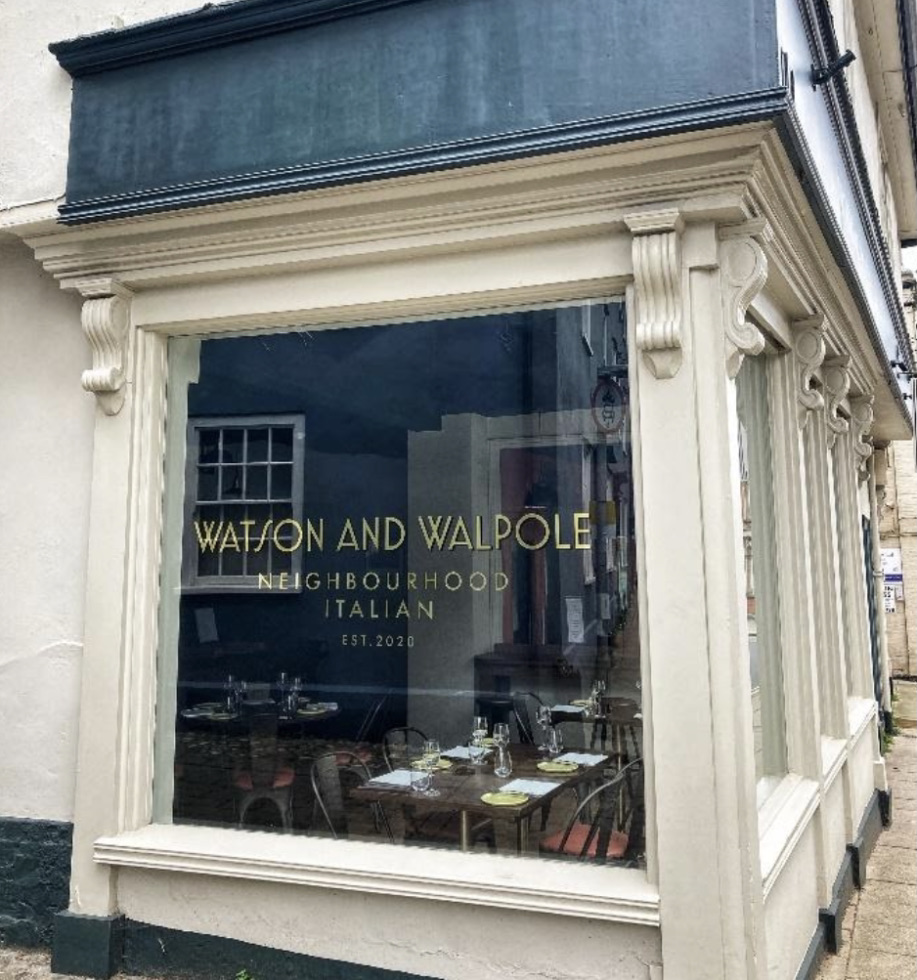 WATSON AND WALPOLE
NEIGHBOURHOOD
ITALIAN
EST.2020